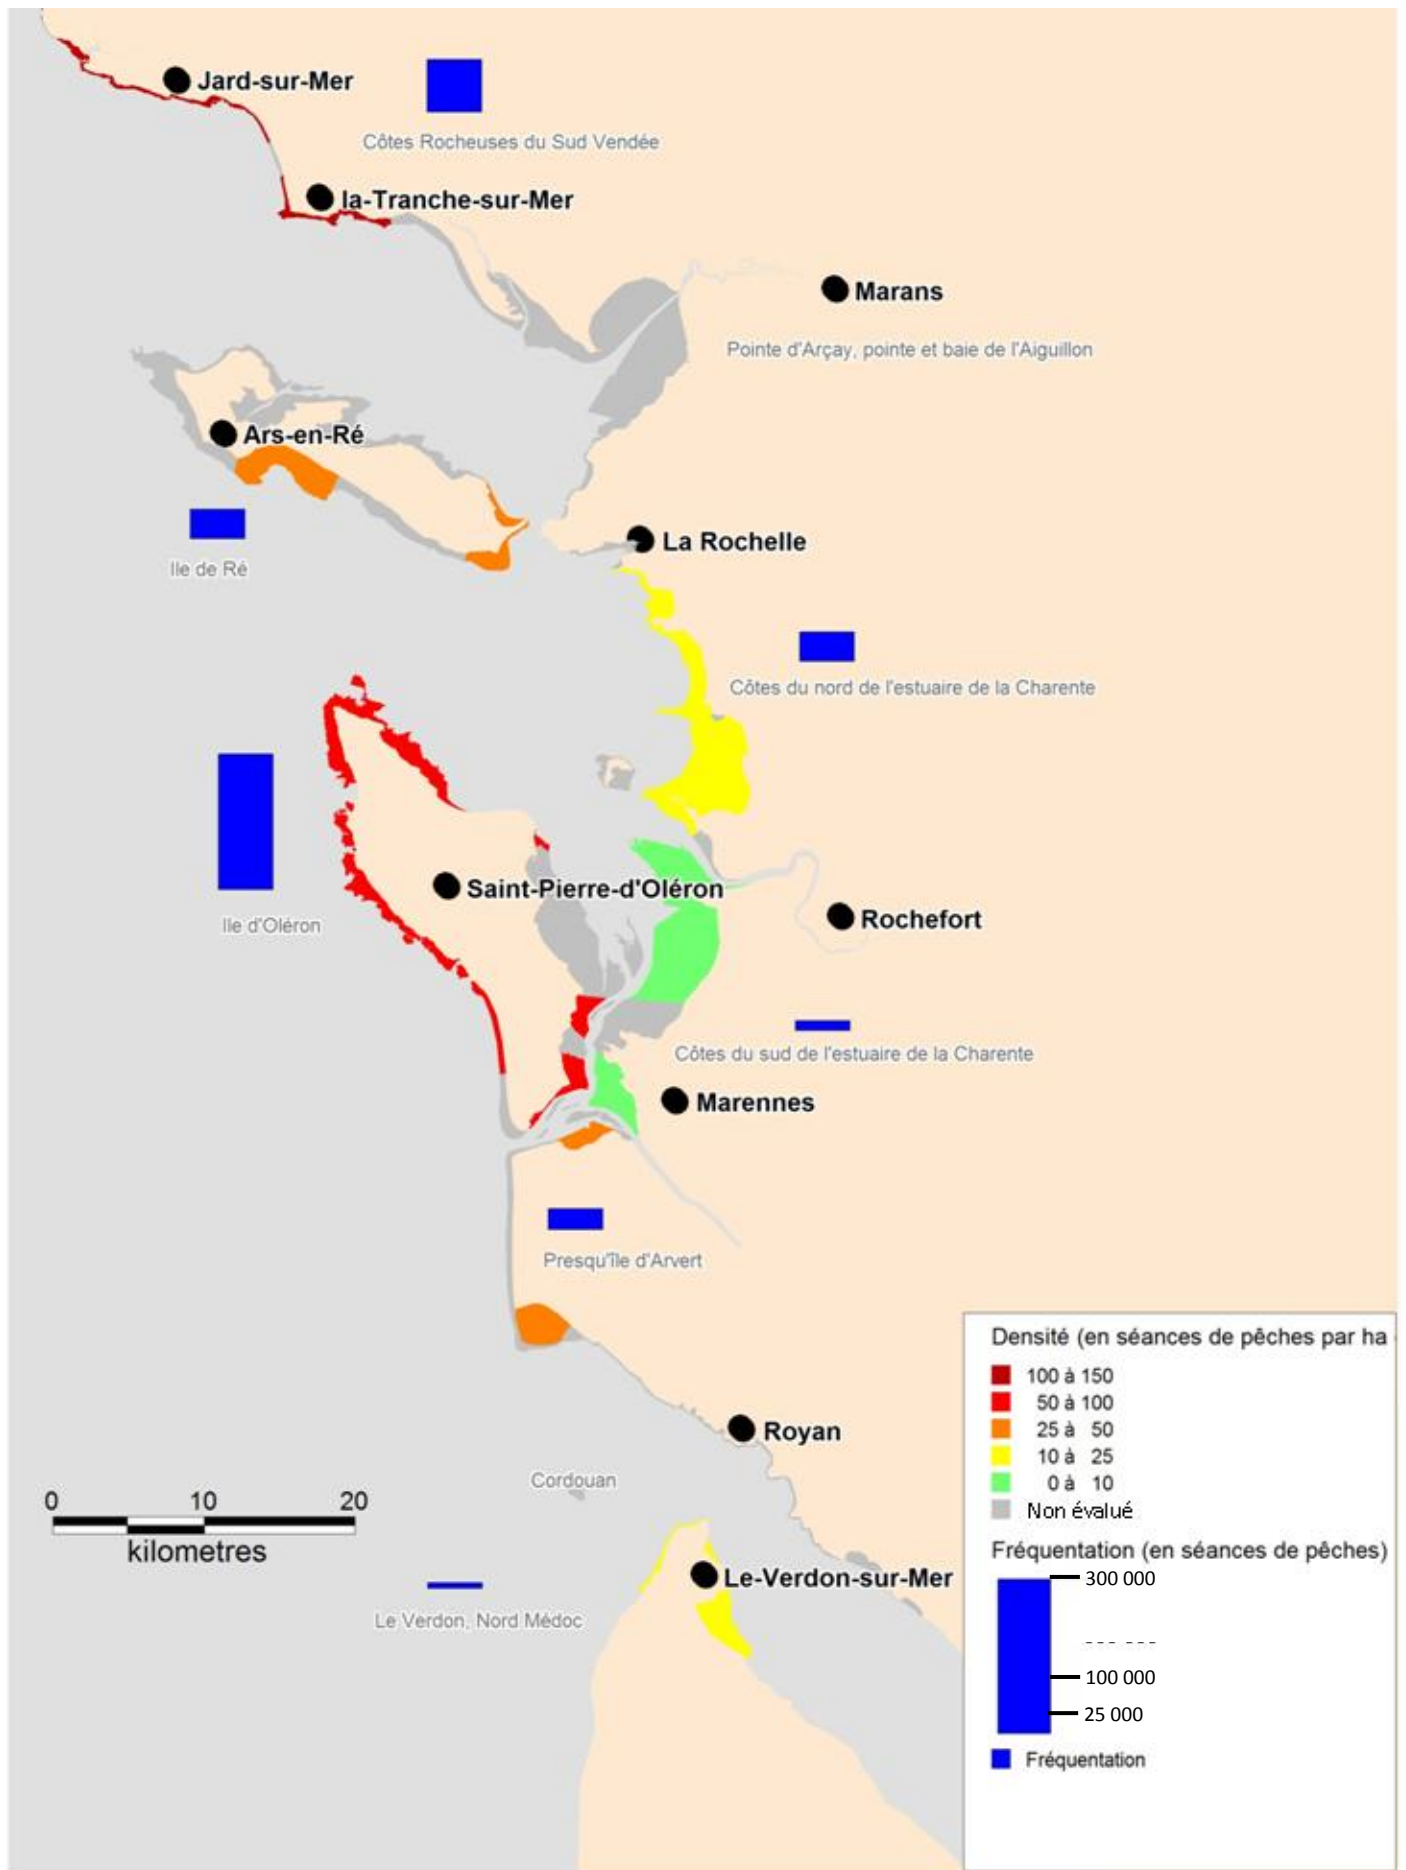 Jard-sur-Mer
Côtes Rocheuses du Sud Vendée
la-Tranche-sur-Mer
Marans
Pointe d'Arçay, pointe et baie de l'Aiguillon
Ars-en-Ré
La Rochelle
Ile de Ré
Côtes du nord de l'estuaire de la Charente
Saint-Pierre-d'Oléron
Ile d'Oléron
Rochefort
Côtes du sud de l'estuaire de la Charente
Marennes
Presqu'île d'Arvert
Royan
Cordouan
0 10 20
kilometres
Le-Verdon-sur-Mer
Le Verdon, Nord Médoc
Densité (en séances de pêches par ha
100 à 150
50 à 100
25 à 50
10 à 25
0 à 10
Non évalué
Fréquentation (en séances de pêches)
300 000
--- ---
100 000
25 000
Fréquentation